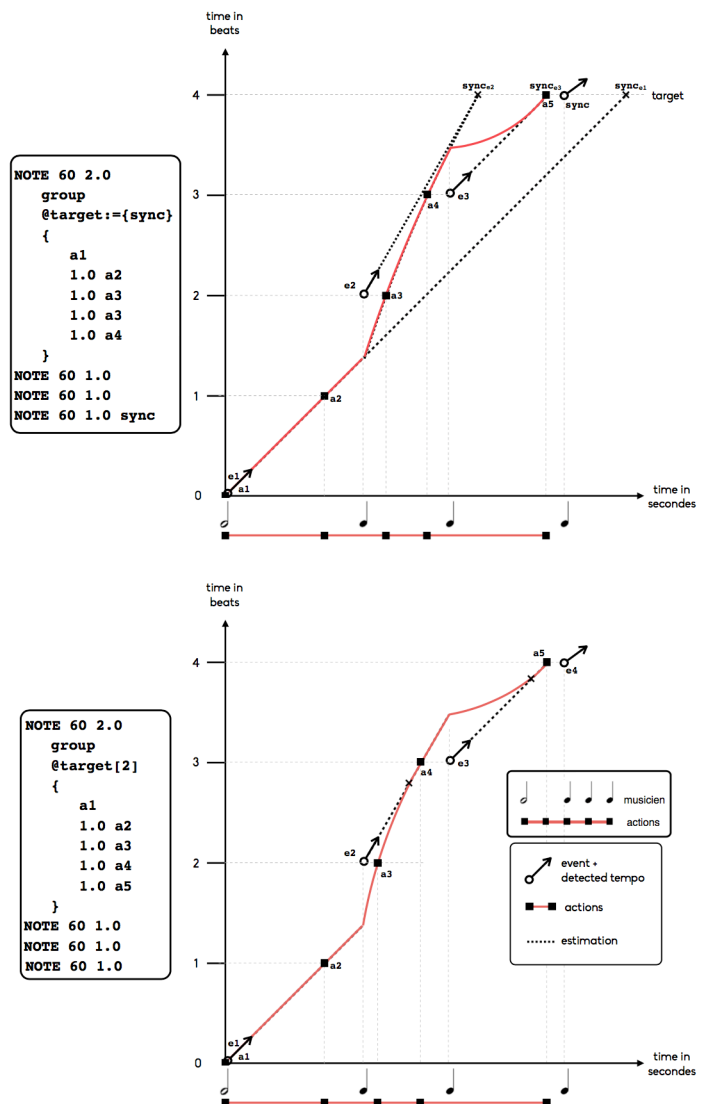 time in
beats
4
3
2
1
0
sync e2
sync e3
sync e1
target
a5
sync
a4
e3
e2
a3
a2
e1
a1
time in
secondes
NOTE 60 2.0
group
@target:={sync}
{
a1
1.0 a2
1.0 a3
1.0 a3
1.0 a4
}
NOTE 60 1.0
NOTE 60 1.0
NOTE 60 1.0 sync
time in
beats
4
3
2
1
0
a5
e4
a4
e3
e2
a3
a2
e1
a1
time in
secondes
NOTE 60 2.0
group
@target[2]
{
a1
1.0 a2
1.0 a3
1.0 a4
1.0 a5
}
NOTE 60 1.0
NOTE 60 1.0
NOTE 60 1.0
musicien
actions
event +
detected tempo
actions
estimation